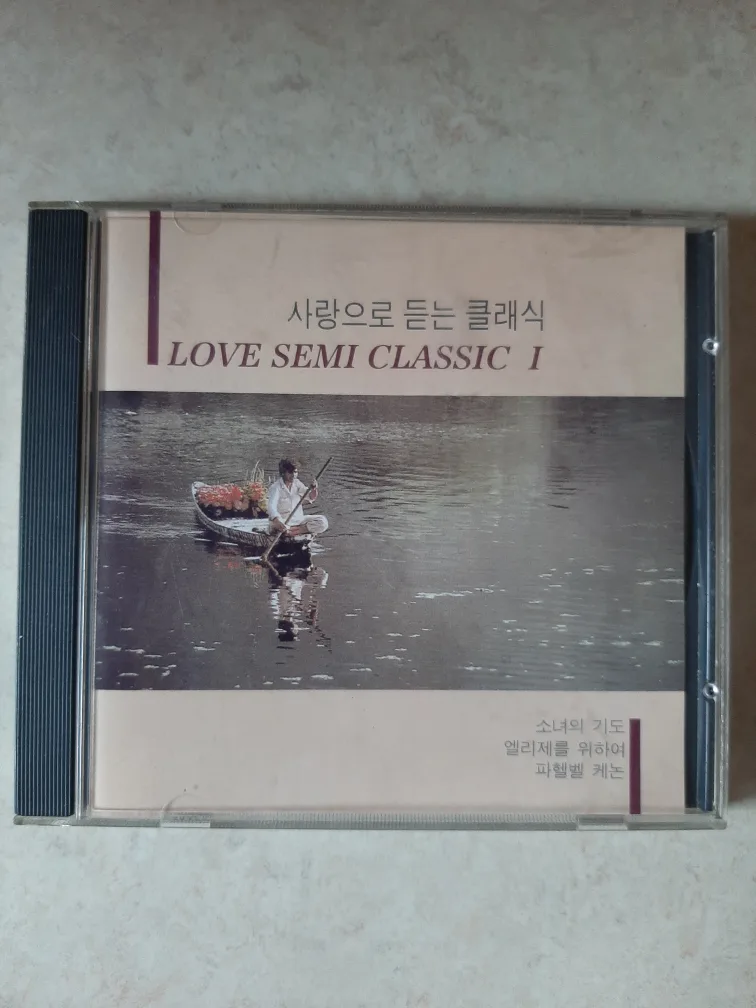 사랑으로 듣는 클래식
LOVE SEMI CLASSIC I
소녀의 기도
엘리제를 위하여
파헬벨 케논